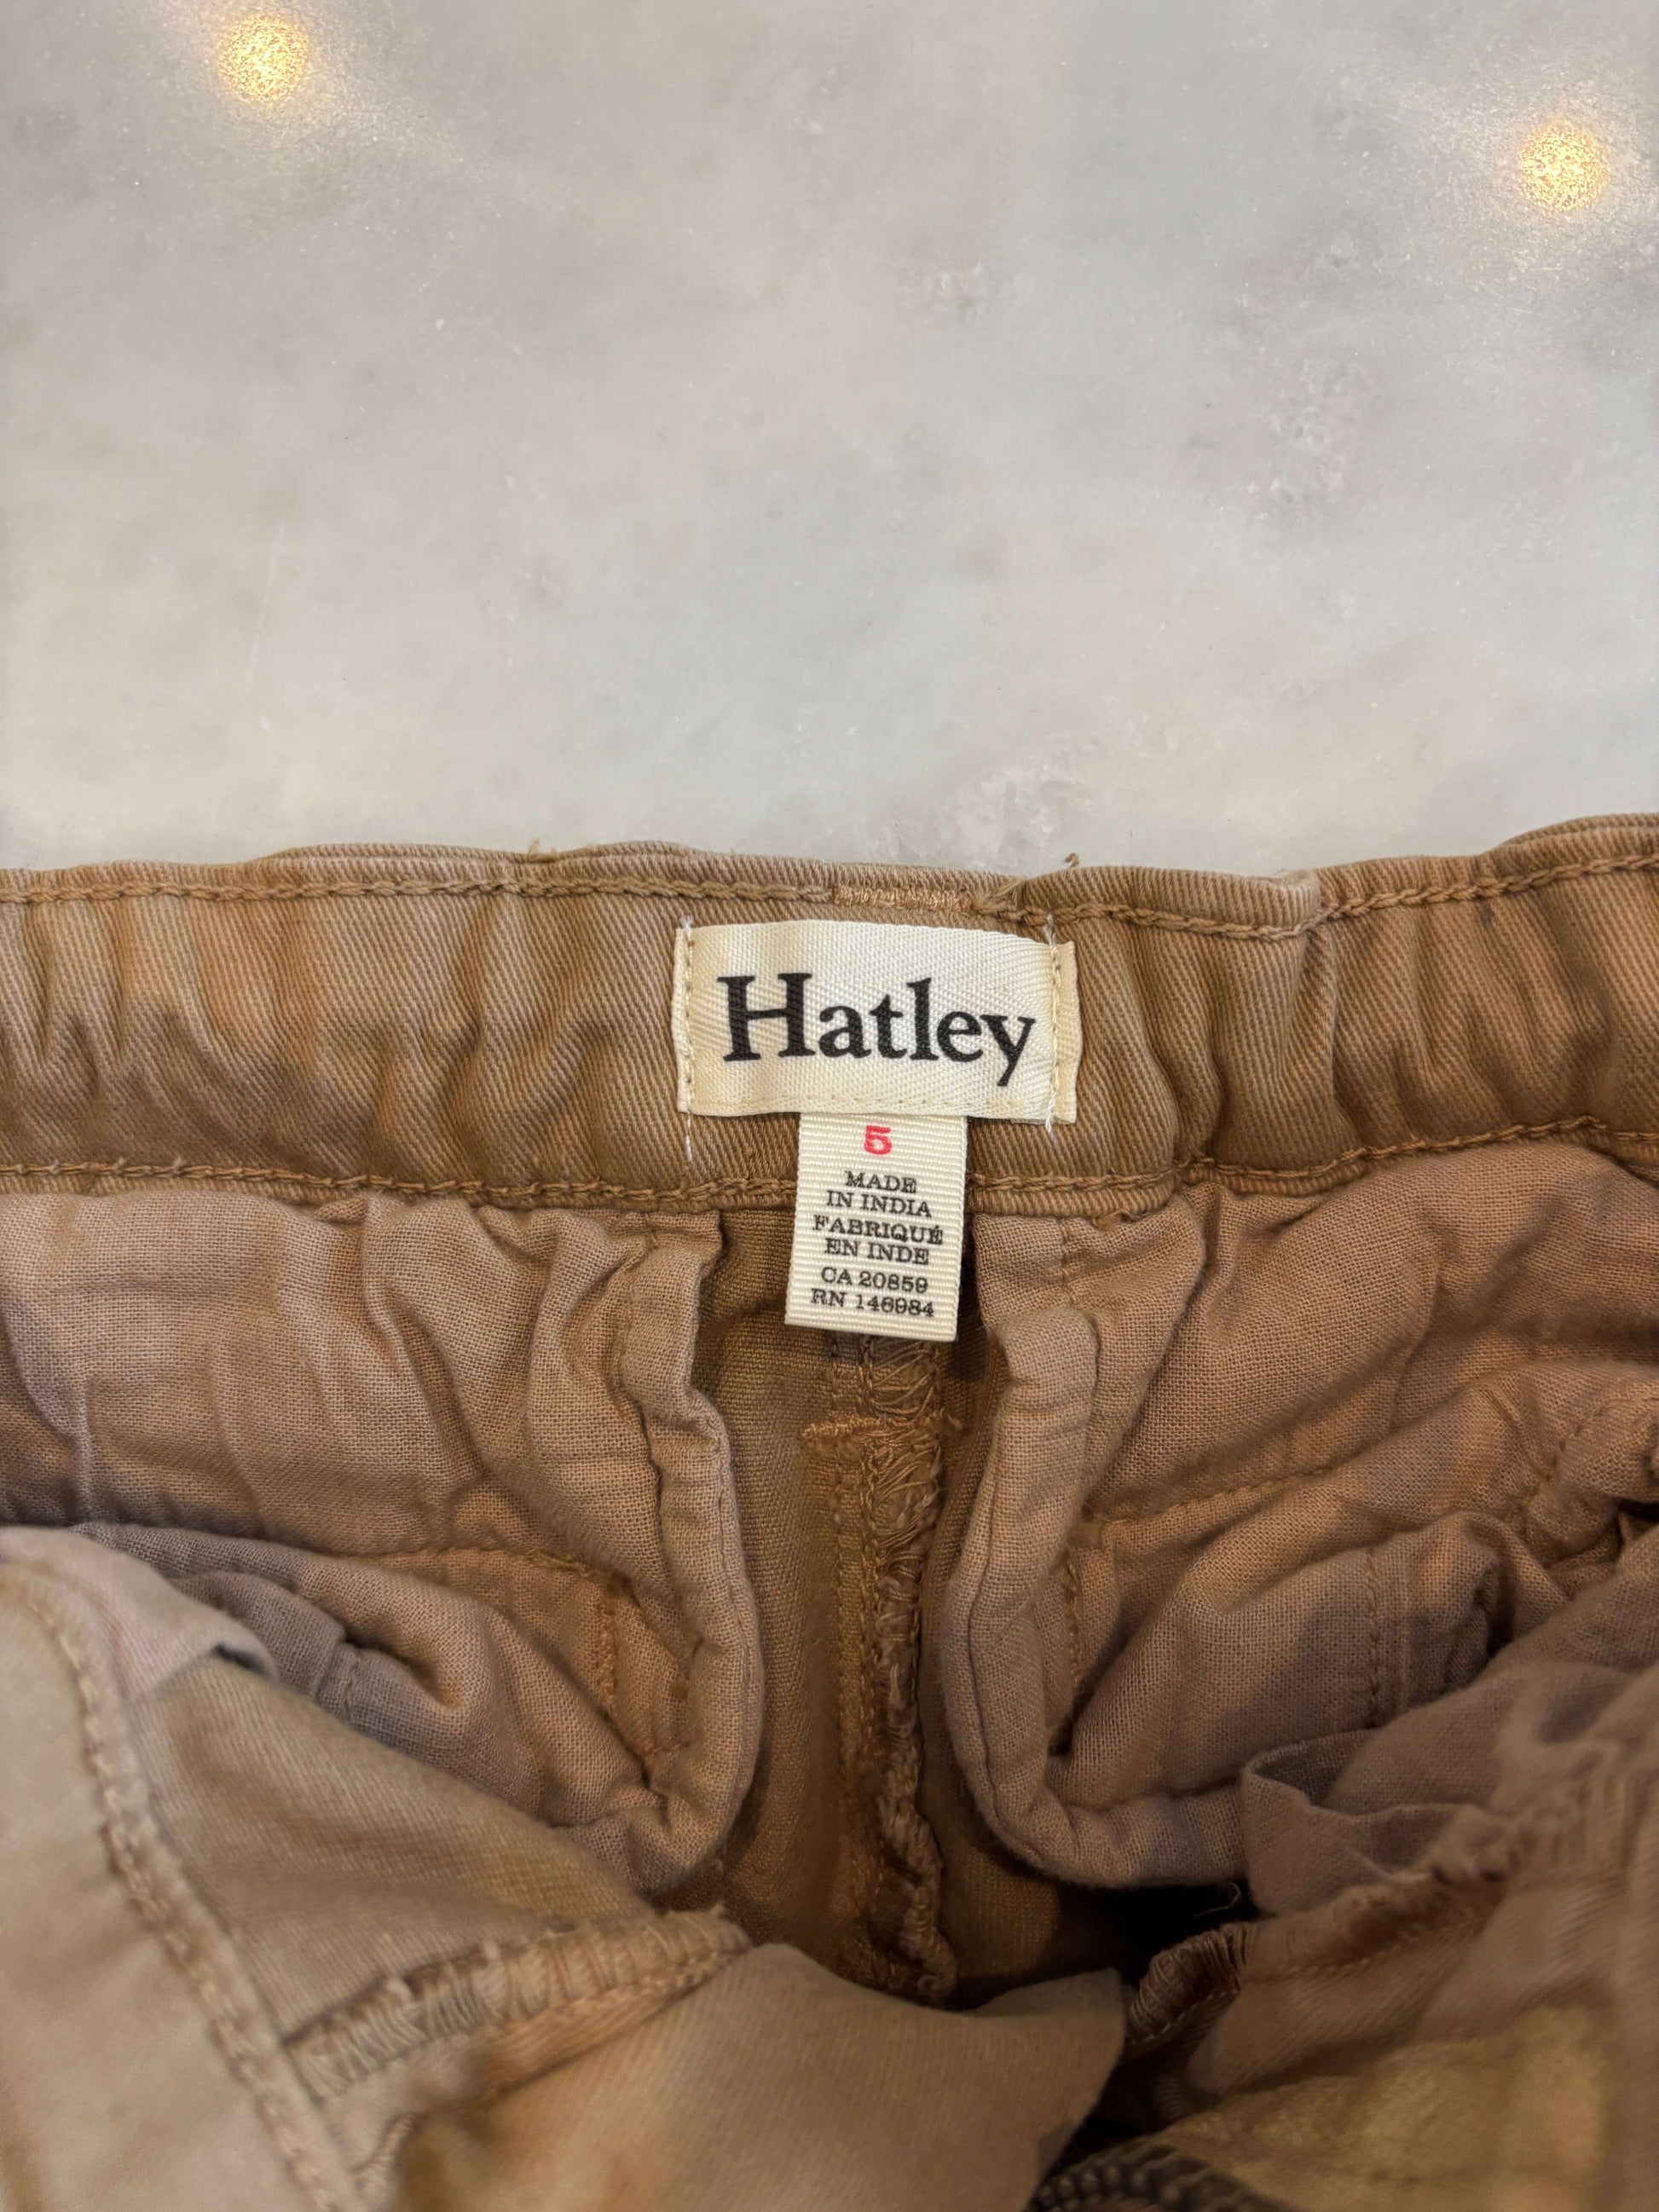 Hatley
5
MADE
IN INDIA
FABRIQUÉ
EN INDE
CA 20859
RN 146984